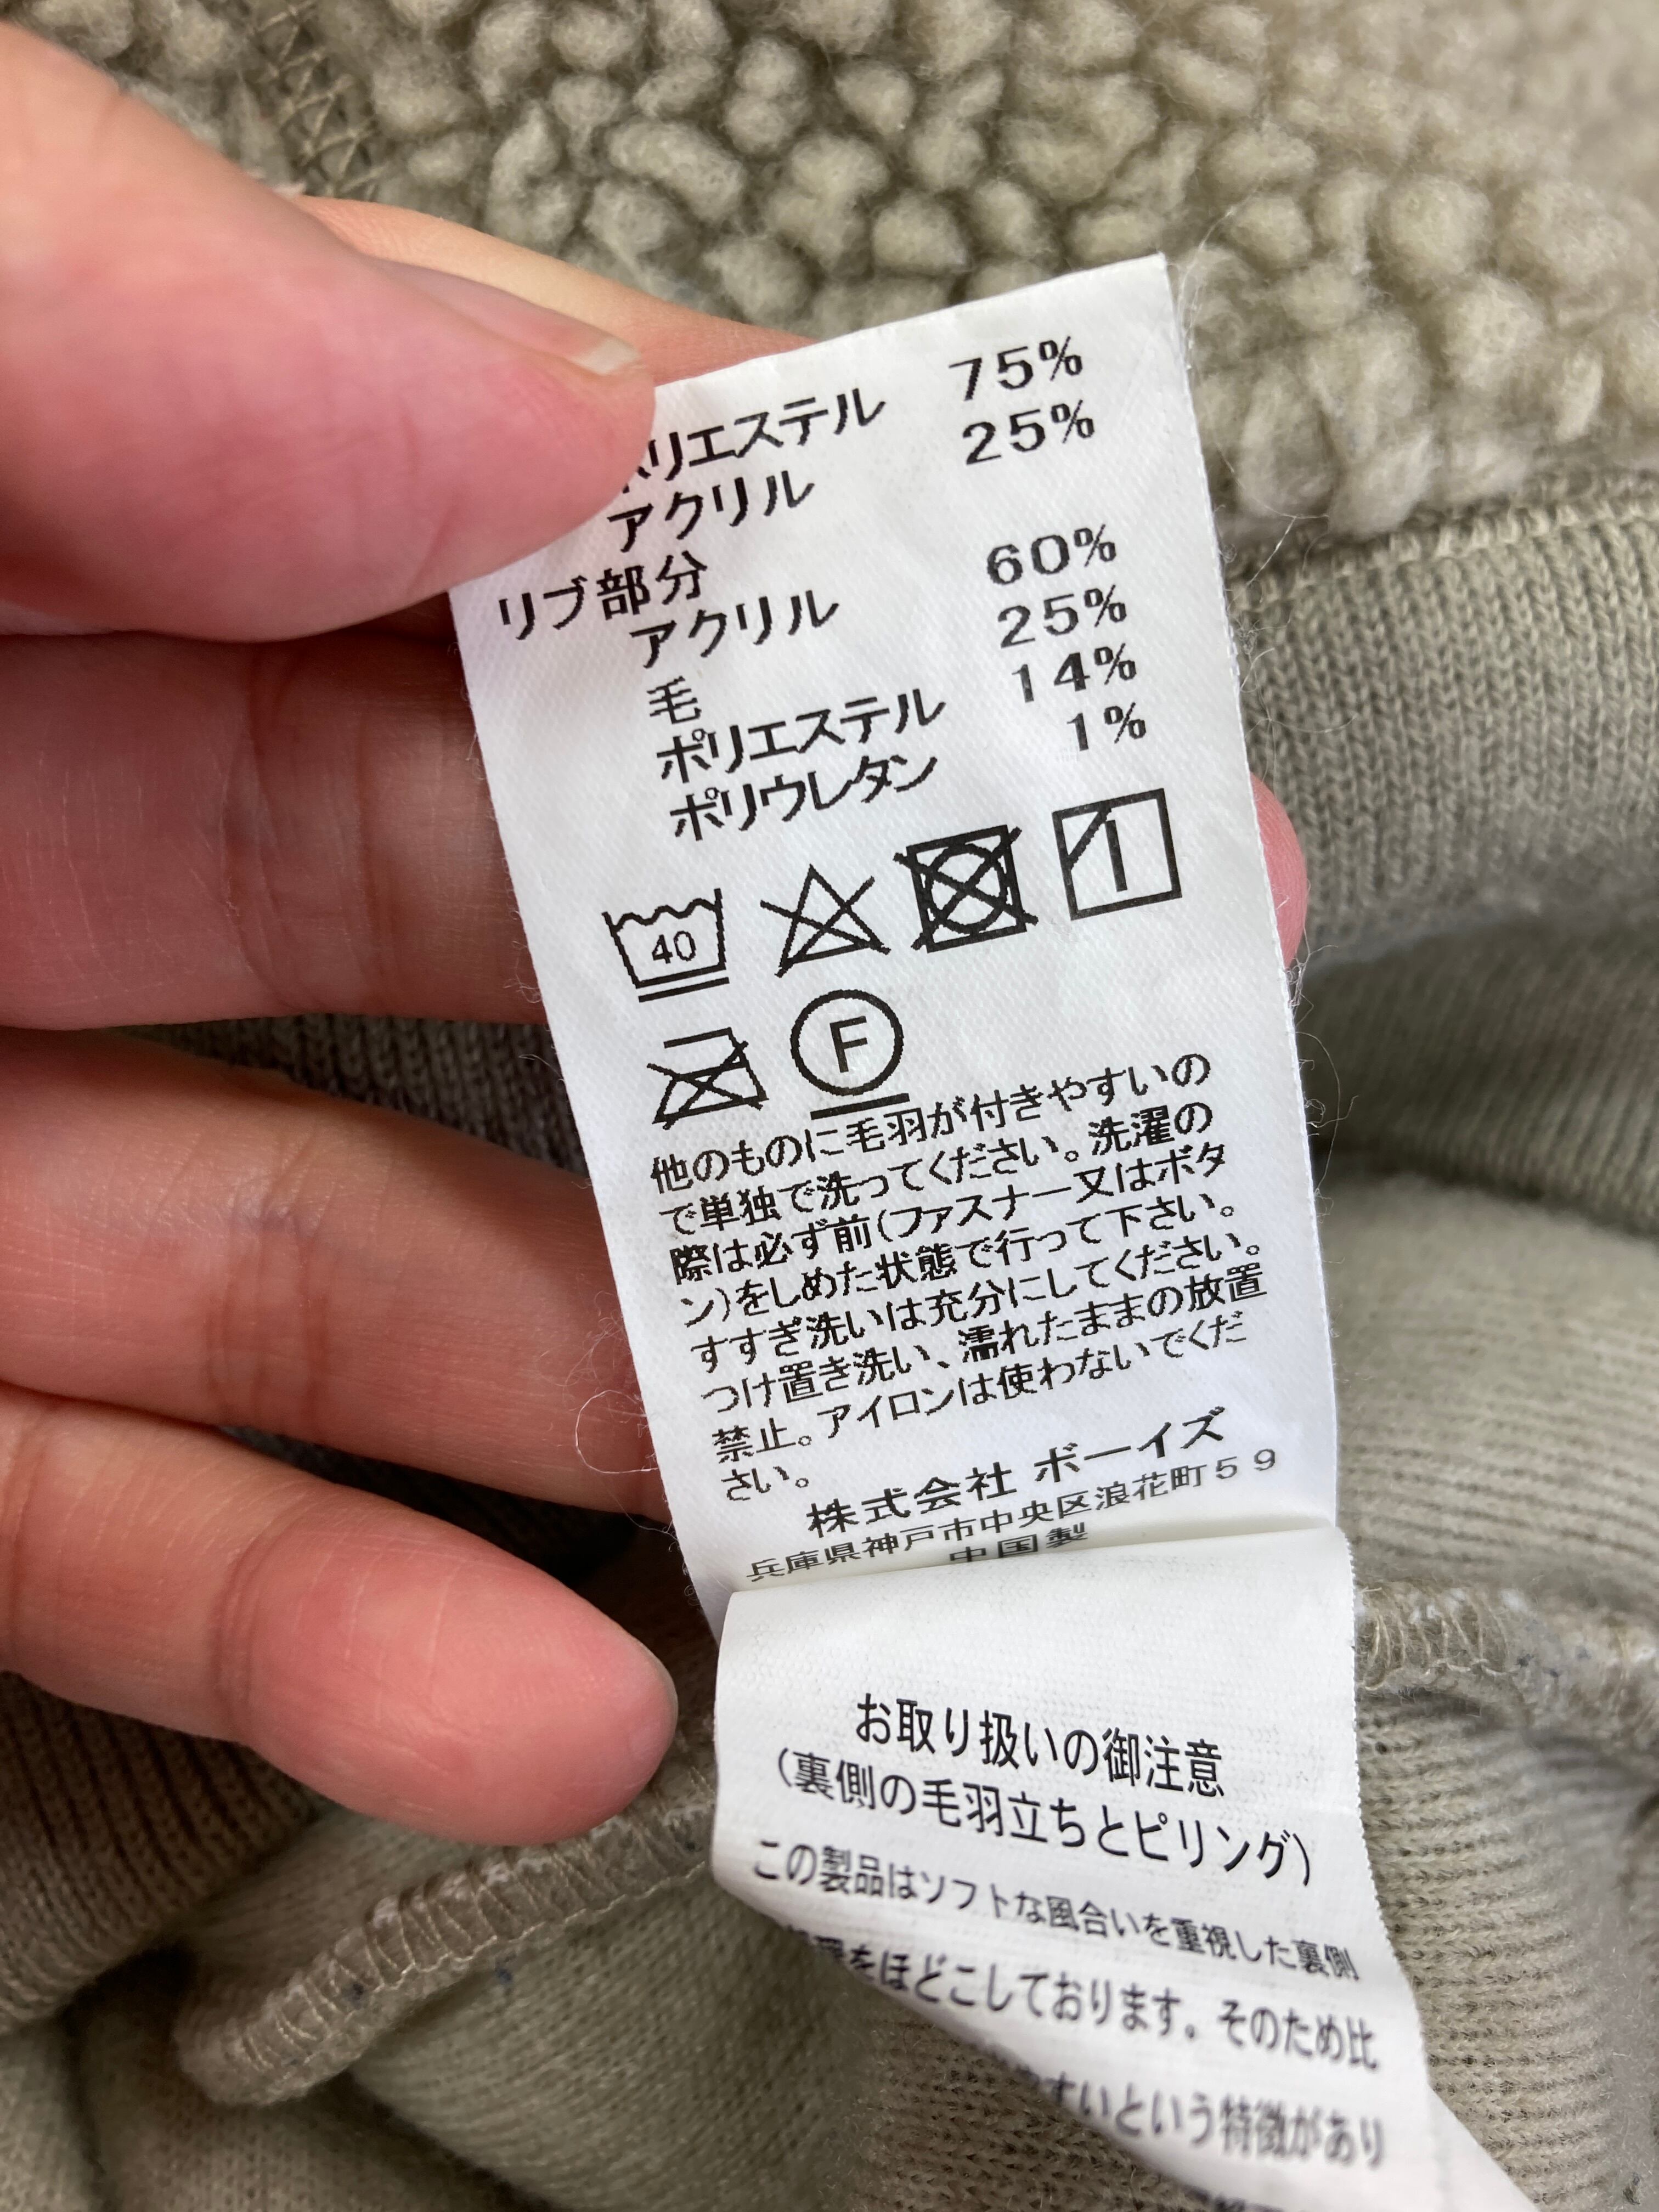 ポリエステル 75%
アクリル 25%
リブ部分
アクリル 60%
毛 25%
ポリエステル 14%
ポリウレタン 1%
40
F
他のものに毛羽が付きやすいの
で単独で洗ってください。洗濯の
際は必ず前(ファスナー又はボタ
ン)をしめた状態で行って下さい。
すすぎ洗いは充分にしてください。
つけ置き洗い、濡れたままの放置
禁止。アイロンは使わないでくだ
さい。
株式会社 ボーイズ
兵庫県神戸市中央区浪花町59
中国製
お取り扱いの御注意
(裏側の毛羽立ちとピリング)
この製品はソフトな風合いを重視した裏側
をほどこしております。そのため比
すいという特徴があり